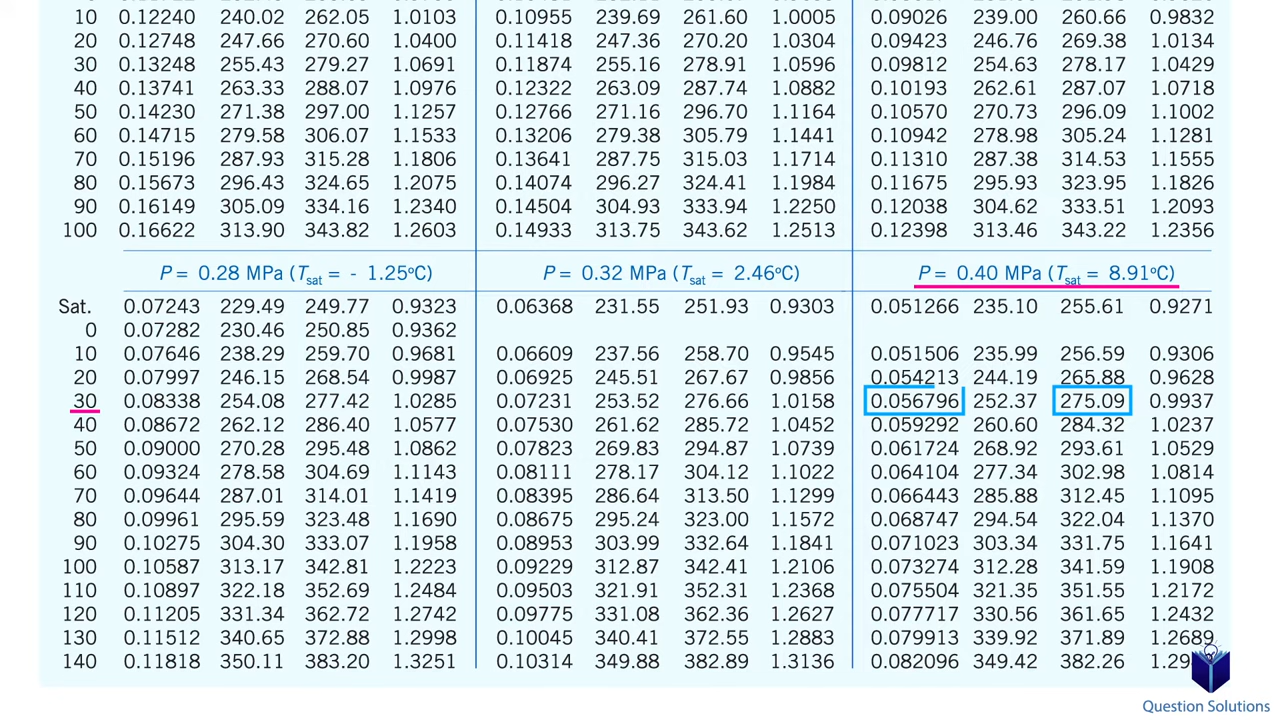 10 0.12240 240.02 262.05 1.0103 0.10955 239.69 261.60 1.0005 0.09026 239.00 260.66 0.9832
20 0.12748 247.66 270.60 1.0400 0.11418 247.36 270.20 1.0304 0.09423 246.76 269.38 1.0134
30 0.13248 255.43 279.27 1.0691 0.11874 255.16 278.91 1.0596 0.09812 254.63 278.17 1.0429
40 0.13741 263.33 288.07 1.0976 0.12322 263.09 287.74 1.0882 0.10193 262.61 287.07 1.0718
50 0.14230 271.38 297.00 1.1257 0.12766 271.16 296.70 1.1164 0.10570 270.73 296.09 1.1002
60 0.14715 279.58 306.07 1.1533 0.13206 279.38 305.79 1.1441 0.10942 278.98 305.24 1.1281
70 0.15196 287.93 315.28 1.1806 0.13641 287.75 315.03 1.1714 0.11310 287.38 314.53 1.1555
80 0.15673 296.43 324.65 1.2075 0.14074 296.27 324.41 1.1984 0.11675 295.93 323.95 1.1826
90 0.16149 305.09 334.16 1.2340 0.14504 304.93 333.94 1.2250 0.12038 304.62 333.51 1.2093
100 0.16622 313.90 343.82 1.2603 0.14933 313.75 343.62 1.2513 0.12398 313.46 343.22 1.2356
P = 0.28 MPa (Tsat = - 1.25ºC) P = 0.32 MPa (Tsat = 2.46ºC) P = 0.40 MPa (Tsat = 8.91ºC)
Sat. 0.07243 229.49 249.77 0.9323 0.06368 231.55 251.93 0.9303 0.051266 235.10 255.61 0.9271
0 0.07282 230.46 250.85 0.9362
10 0.07646 238.29 259.70 0.9681 0.06609 237.56 258.70 0.9545 0.051506 235.99 256.59 0.9306
20 0.07997 246.15 268.54 0.9987 0.06925 245.51 267.67 0.9856 0.054213 244.19 265.88 0.9628
30 0.08338 254.08 277.42 1.0285 0.07231 253.52 276.66 1.0158 0.056796 252.37 275.09 0.9937
40 0.08672 262.12 286.40 1.0577 0.07530 261.62 285.72 1.0452 0.059292 260.60 284.32 1.0237
50 0.09000 270.28 295.48 1.0862 0.07823 269.83 294.87 1.0739 0.061724 268.92 293.61 1.0529
60 0.09324 278.58 304.69 1.1143 0.08111 278.17 304.12 1.1022 0.064104 277.34 302.98 1.0814
70 0.09644 287.01 314.01 1.1419 0.08395 286.64 313.50 1.1299 0.066443 285.88 312.45 1.1095
80 0.09961 295.59 323.48 1.1690 0.08675 295.24 323.00 1.1572 0.068747 294.54 322.04 1.1370
90 0.10275 304.30 333.07 1.1958 0.08953 303.99 332.64 1.1841 0.071023 303.34 331.75 1.1641
100 0.10587 313.17 342.81 1.2223 0.09229 312.87 342.41 1.2106 0.073274 312.28 341.59 1.1908
110 0.10897 322.18 352.69 1.2484 0.09503 321.91 352.31 1.2368 0.075504 321.35 351.55 1.2172
120 0.11205 331.34 362.72 1.2742 0.09775 331.08 362.36 1.2627 0.077717 330.56 361.65 1.2432
130 0.11512 340.65 372.88 1.2998 0.10045 340.41 372.55 1.2883 0.079913 339.92 371.89 1.2689
140 0.11818 350.11 383.20 1.3251 0.10314 349.88 382.89 1.3136 0.082096 349.42 382.26
Question Solutions